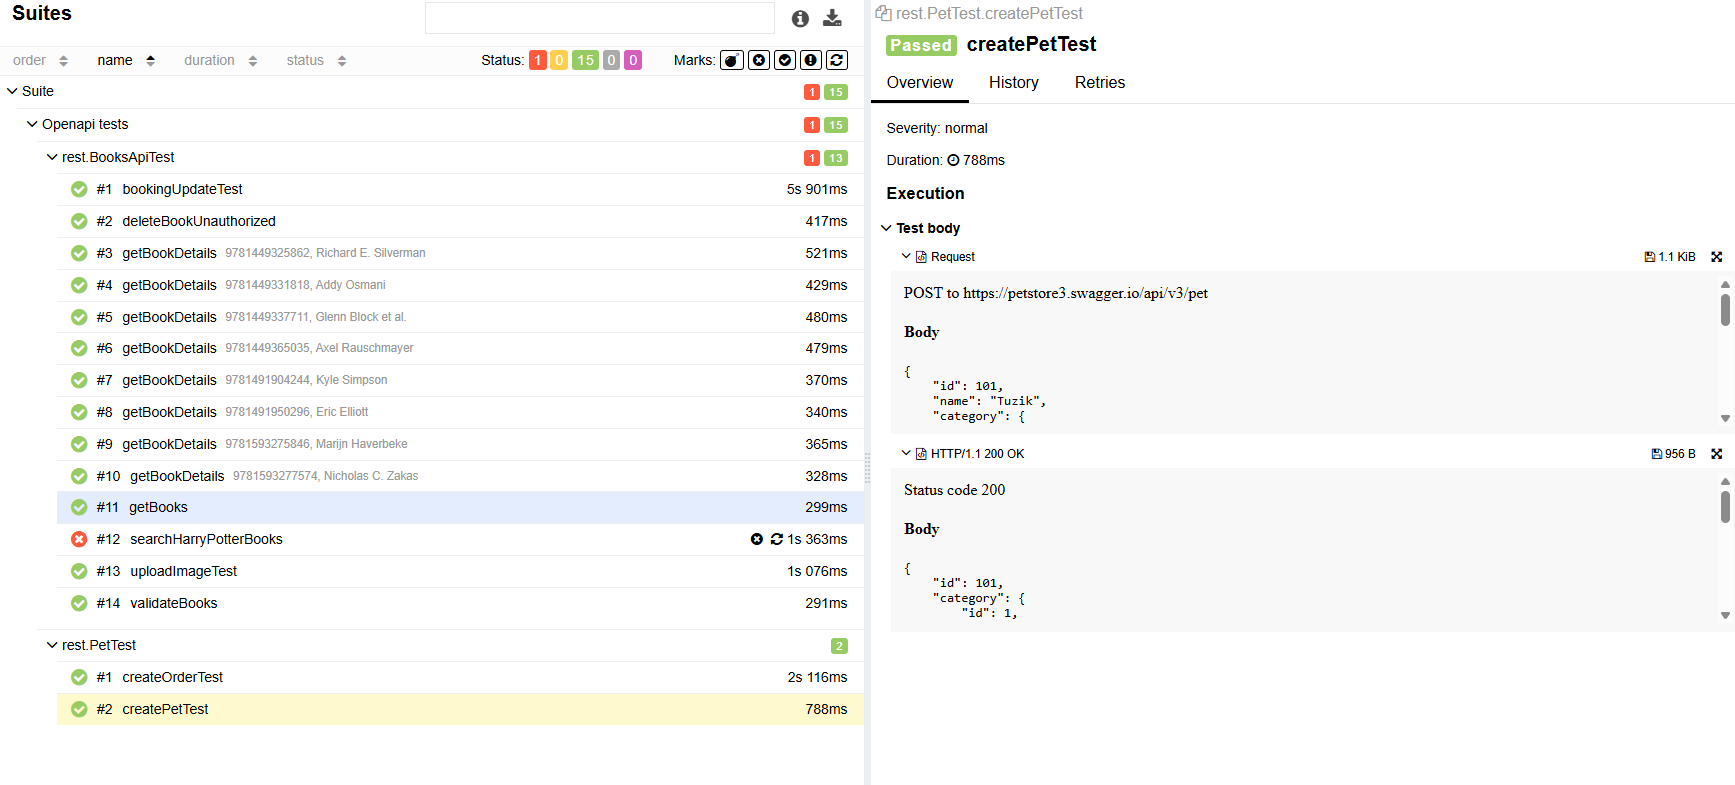 Suites
order name duration status Status: 1 0 15 0 0 Marks:
Suite 1 15
Openapi tests 1 15
rest.BooksApiTest 1 13
#1 bookingUpdateTest 5s 901ms
#2 deleteBookUnauthorized 417ms
#3 getBookDetails 9781449325862, Richard E. Silverman 521ms
#4 getBookDetails 9781449331818, Addy Osmani 429ms
#5 getBookDetails 9781449337711, Glenn Block et al. 480ms
#6 getBookDetails 9781449365035, Axel Rauschmayer 479ms
#7 getBookDetails 9781491904244, Kyle Simpson 370ms
#8 getBookDetails 9781491950296, Eric Elliott 340ms
#9 getBookDetails 9781593275846, Marijn Haverbeke 365ms
#10 getBookDetails 9781593277574, Nicholas C. Zakas 328ms
#11 getBooks 299ms
#12 searchHarryPotterBooks 1s 363ms
#13 uploadImageTest 1s 076ms
#14 validateBooks 291ms
rest.PetTest 2
#1 createOrderTest 2s 116ms
#2 createPetTest 788ms
rest.PetTest.createPetTest
Passed createPetTest
Overview History Retries
Severity: normal
Duration: 788ms
Execution
Test body
Request 1.1 KiB
POST to https://petstore3.swagger.io/api/v3/pet
Body
{
"id": 101,
"name": "Tuzik",
"category": {
HTTP/1.1 200 OK 956 B
Status code 200
Body
{
"id": 101,
"category": {
"id": 1,